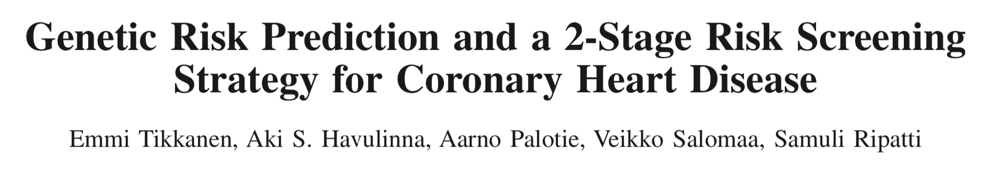 Genetic Risk Prediction and a 2-Stage Risk Screening
Strategy for Coronary Heart Disease
Emmi Tikkanen, Aki S. Havulinna, Aarno Palotie, Veikko Salomaa, Samuli Ripatti